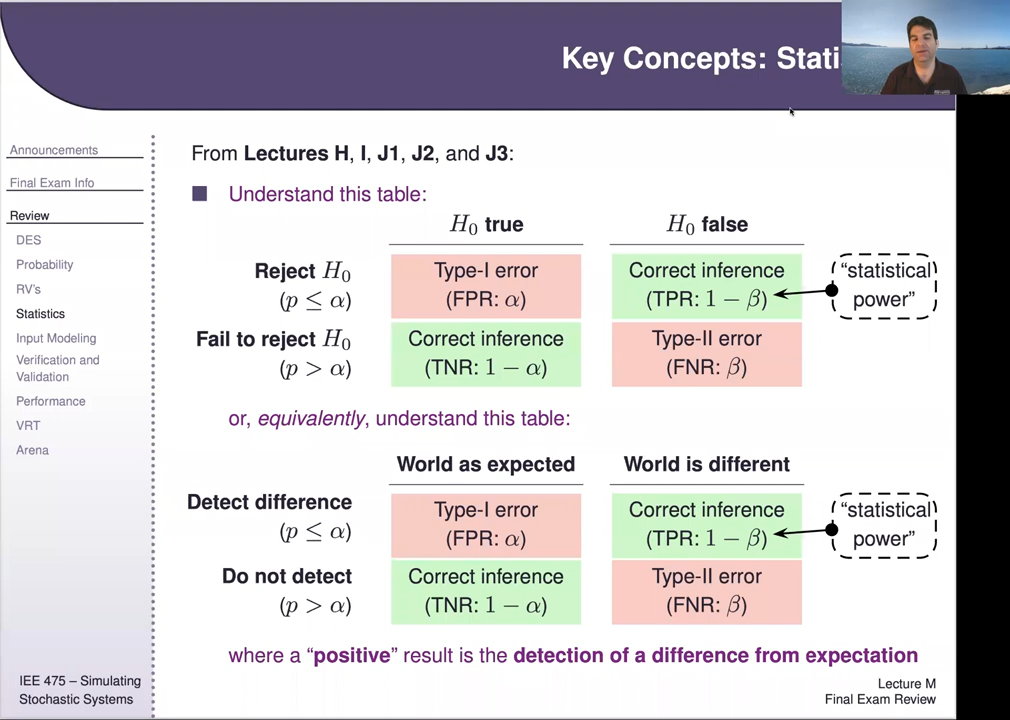 Key Concepts: Stati
Announcements
Final Exam Info
Review
DES
Probability
RV's
Statistics
Input Modeling
Verification and
Validation
Performance
VRT
Arena
From Lectures H, I, J1, J2, and J3:
Understand this table:
H₀ true H₀ false
Reject H₀ Type-I error Correct inference "statistical
(p ≤ α) (FPR: α) (TPR: 1 − β) power"
Fail to reject H₀ Correct inference Type-II error
(p > α) (TNR: 1 − α) (FNR: β)
or, equivalently, understand this table:
World as expected World is different
Detect difference Type-I error Correct inference "statistical
(p ≤ α) (FPR: α) (TPR: 1 − β) power"
Do not detect Correct inference Type-II error
(p > α) (TNR: 1 − α) (FNR: β)
where a "positive" result is the detection of a difference from expectation
IEE 475 – Simulating
Stochastic Systems
Lecture M
Final Exam Review